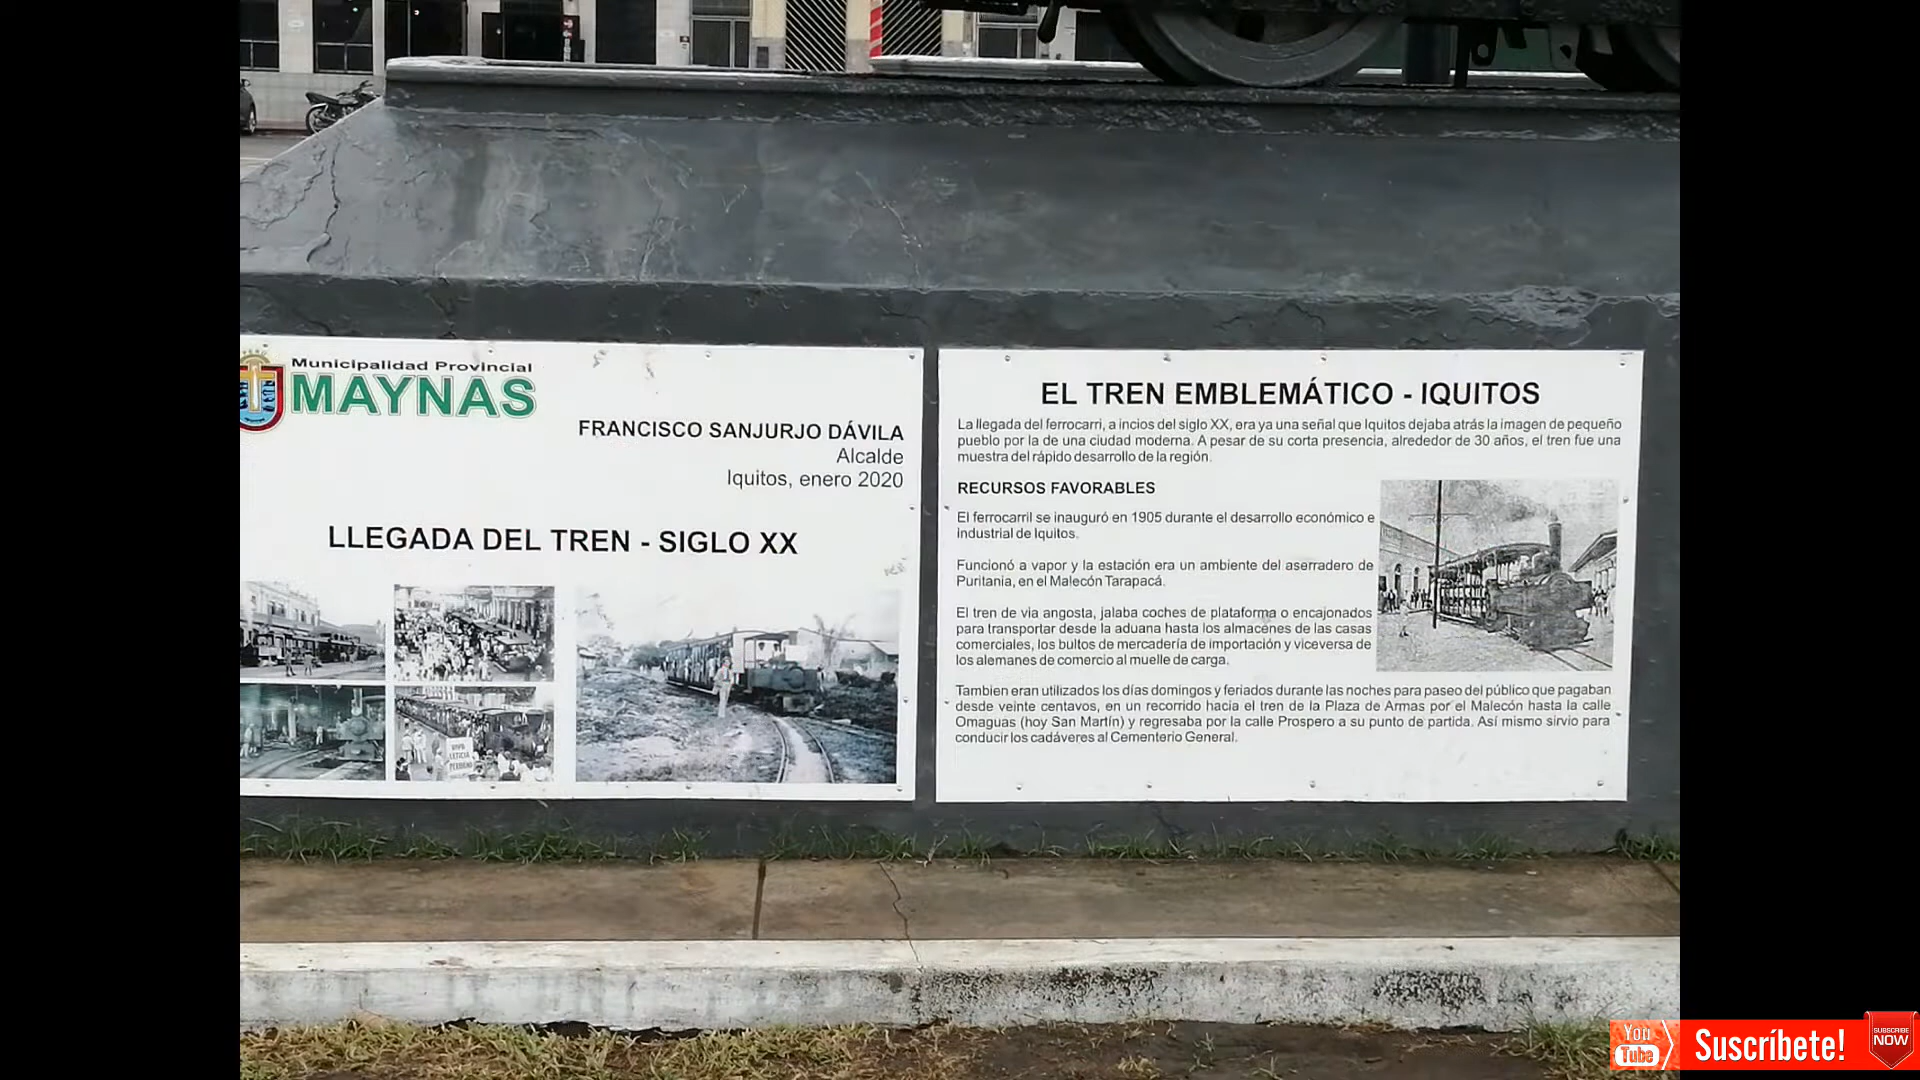 Municipalidad Provincial
MAYNAS
FRANCISCO SANJURJO DÁVILA
Alcalde
Iquitos, enero 2020
LLEGADA DEL TREN - SIGLO XX
VIVA
LETICIA
PERUANA
EL TREN EMBLEMÁTICO - IQUITOS
La llegada del ferrocarri, a incios del siglo XX, era ya una señal que Iquitos dejaba atrás la imagen de pequeño
pueblo por la de una ciudad moderna. A pesar de su corta presencia, alrededor de 30 años, el tren fue una
muestra del rápido desarrollo de la región.
RECURSOS FAVORABLES
El ferrocarril se inauguró en 1905 durante el desarrollo económico e
industrial de Iquitos.
Funcionó a vapor y la estación era un ambiente del aserradero de
Puritania, en el Malecón Tarapacá.
El tren de via angosta, jalaba coches de plataforma o encajonados
para transportar desde la aduana hasta los almacenes de las casas
comerciales, los bultos de mercadería de importación y viceversa de
los alemanes de comercio al muelle de carga.
Tambien eran utilizados los días domingos y feriados durante las noches para paseo del público que pagaban
desde veinte centavos, en un recorrido hacia el tren de la Plaza de Armas por el Malecón hasta la calle
Omaguas (hoy San Martín) y regresaba por la calle Prospero a su punto de partida. Así mismo sirvio para
conducir los cadáveres al Cementerio General.
You
Tube
Suscríbete!
SUBSCRIBE
NOW